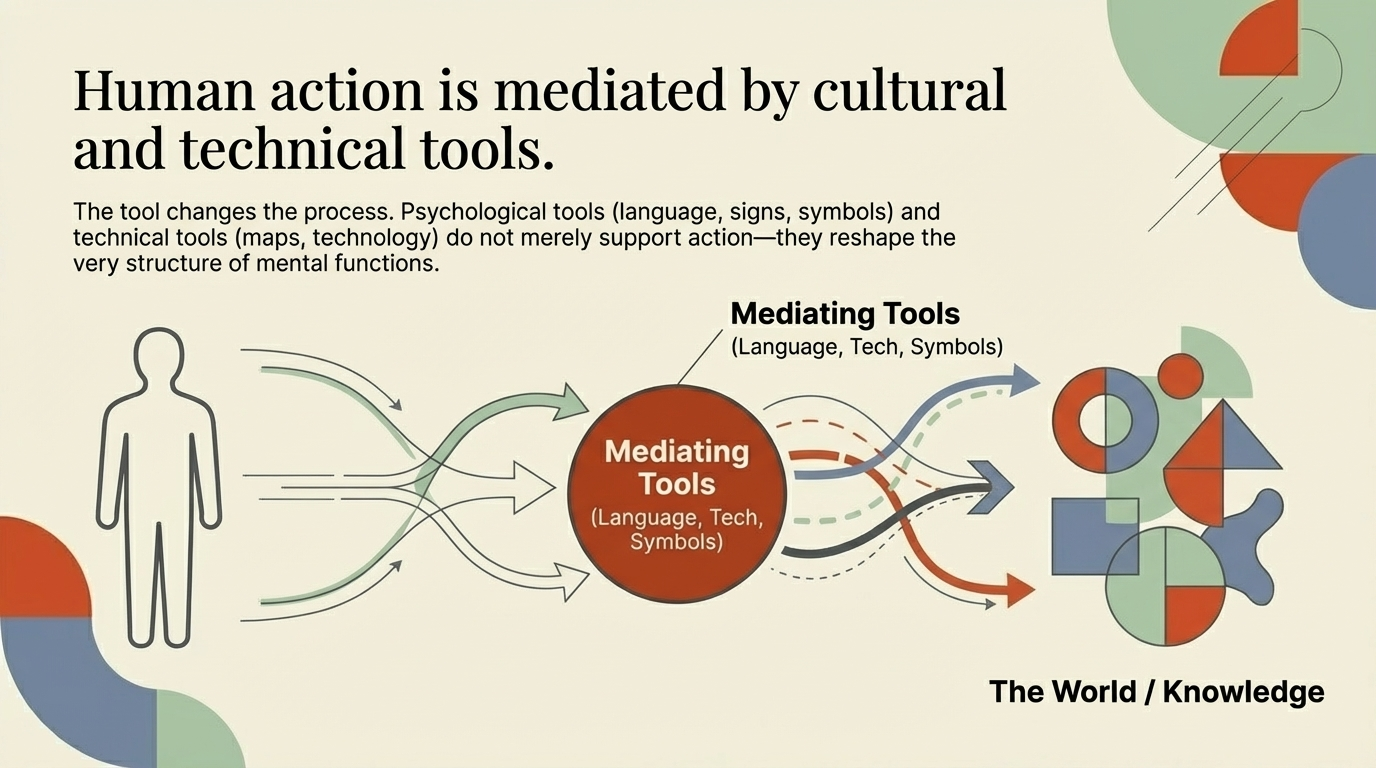 Human action is mediated by cultural
and technical tools.
The tool changes the process. Psychological tools (language, signs, symbols) and
technical tools (maps, technology) do not merely support action—they reshape the
very structure of mental functions.
Mediating Tools
(Language, Tech, Symbols)
Mediating
Tools
(Language, Tech,
Symbols)
The World / Knowledge